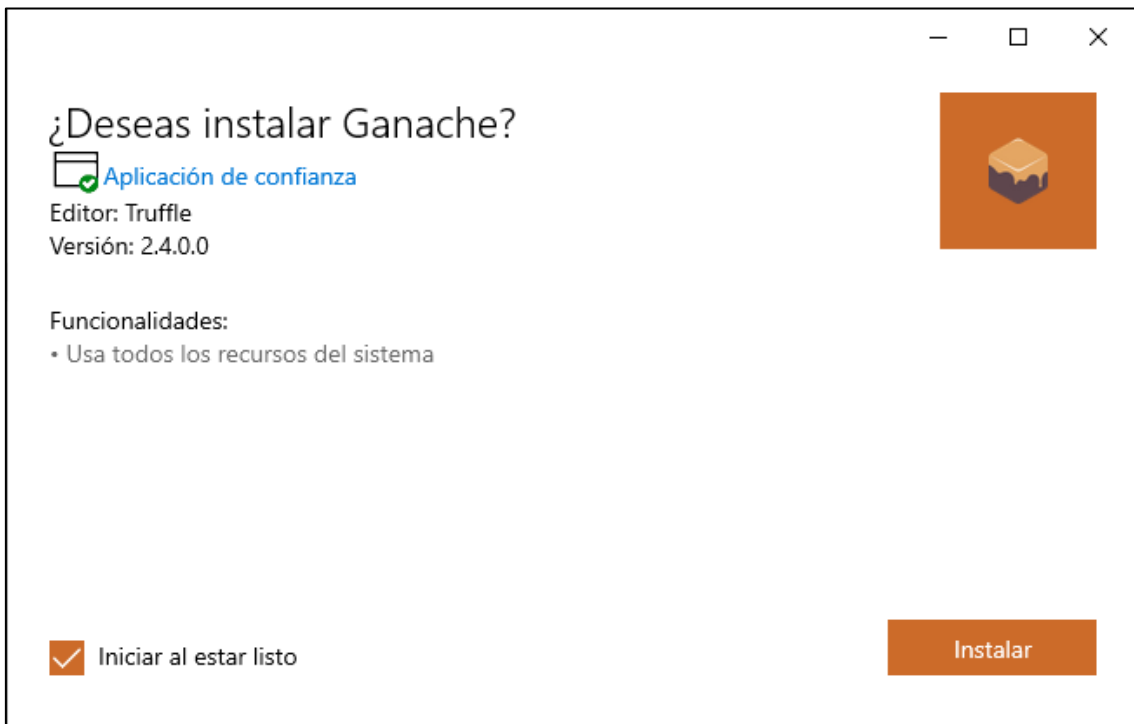 ¿Deseas instalar Ganache?
Aplicación de confianza
Editor: Truffle
Versión: 2.4.0.0
Funcionalidades:
• Usa todos los recursos del sistema
Iniciar al estar listo
Instalar